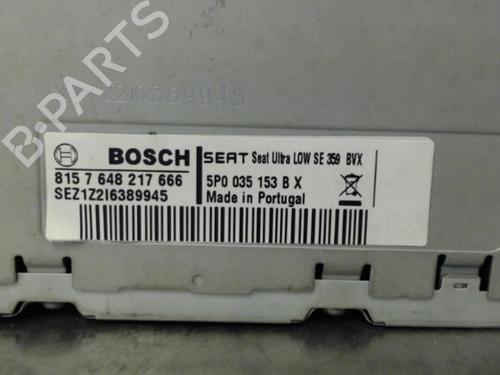 B-PARTS
Z2I6389945
BOSCH
SEAT Seat Ultra LOW SE 359 BVX
815 7 648 217 666
5P0 035 153 B X
SEZ1Z2I6389945
Made in Portugal